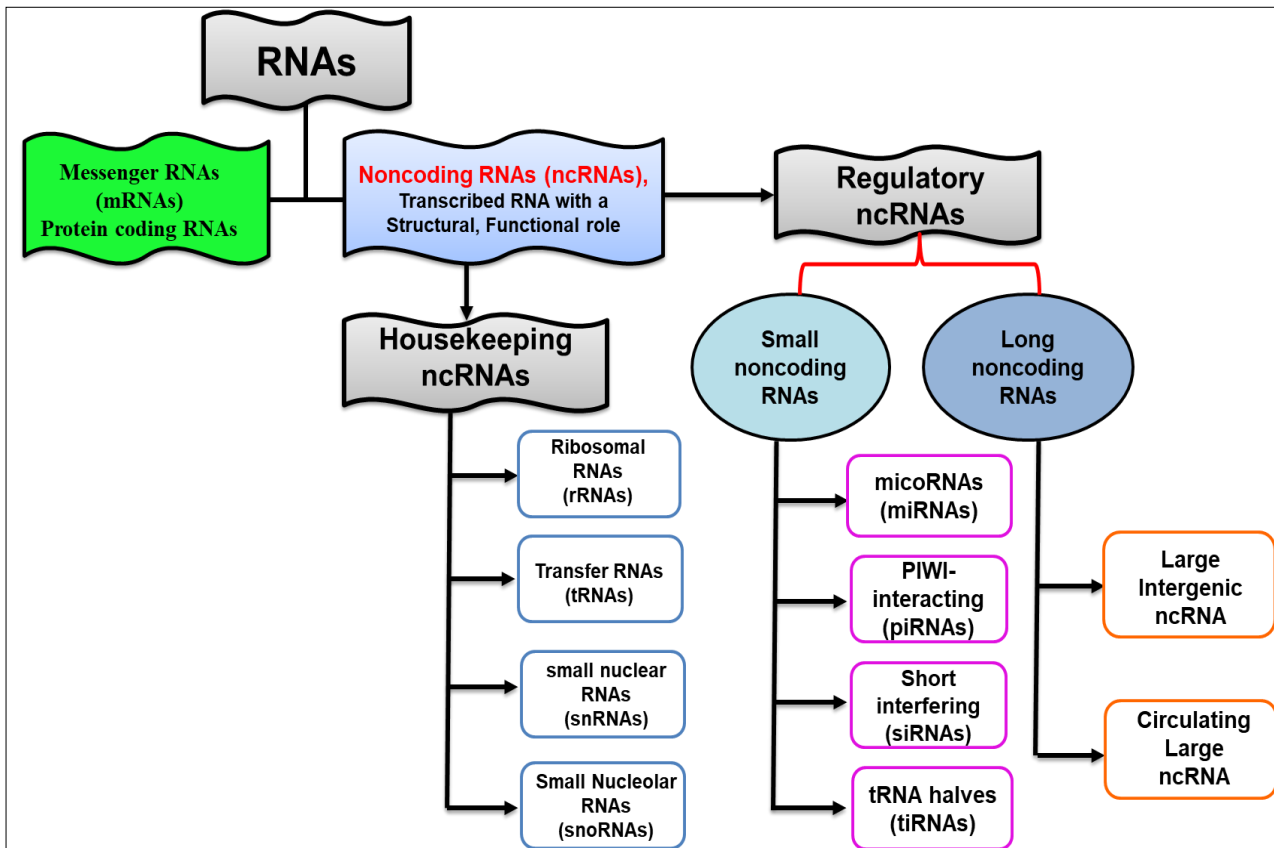 RNAs
Messenger RNAs
(mRNAs)
Protein coding RNAs
Noncoding RNAs (ncRNAs),
Transcribed RNA with a
Structural, Functional role
Regulatory
ncRNAs
Housekeeping
ncRNAs
Ribosomal
RNAs
(rRNAs)
Transfer RNAs
(tRNAs)
small nuclear
RNAs
(snRNAs)
Small Nucleolar
RNAs
(snoRNAs)
Small
noncoding
RNAs
micoRNAs
(miRNAs)
PIWI-
interacting
(piRNAs)
Short
interfering
(siRNAs)
tRNA halves
(tiRNAs)
Long
noncoding
RNAs
Large
Intergenic
ncRNA
Circulating
Large
ncRNA